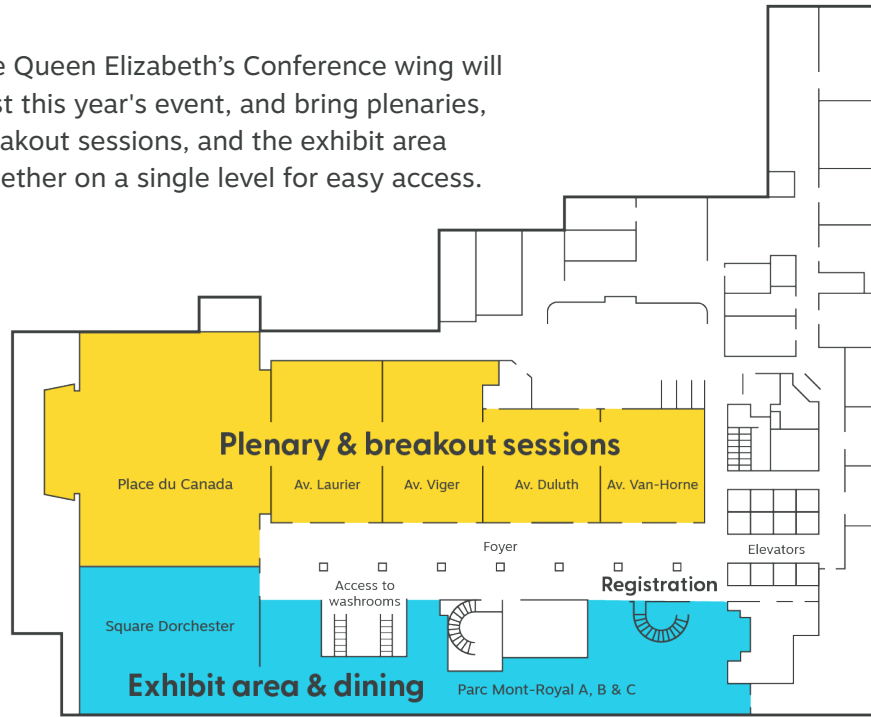 e Queen Elizabeth's Conference wing will
st this year's event, and bring plenaries,
eakout sessions, and the exhibit area
ether on a single level for easy access.
Plenary & breakout sessions
Place du Canada
Av. Laurier
Av. Viger
Av. Duluth
Av. Van-Horne
Foyer
Elevators
Access to
washrooms
Registration
Square Dorchester
Exhibit area & dining
Parc Mont-Royal A, B & C